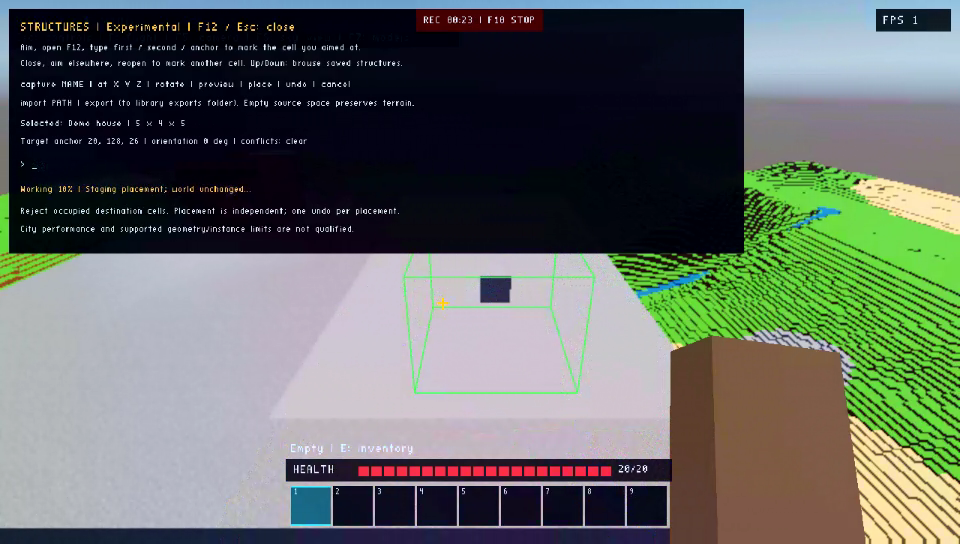 STRUCTURES | Experimental | F12 / Esc: close
REC 00:23 | F10 STOP
FPS 1
Aim, open F12, type first / second / anchor to mark the cell you aimed at.
Close, aim elsewhere, reopen to mark another cell. Up/Down: browse saved structures.
capture NAME | at X Y Z | rotate | preview | place | undo | cancel
import PATH | export (to library exports folder). Empty source space preserves terrain.
Selected: Demo house | 5 x 4 x 5
Target anchor 20, 128, 26 | orientation 0 deg | conflicts: clear
> _
Working 10% | Staging placement; world unchanged...
Reject occupied destination cells. Placement is independent; one undo per placement.
City performance and supported geometry/instance limits are not qualified.
Empty | E: Inventory
HEALTH 20/20
1 2 3 4 5 6 7 8 9